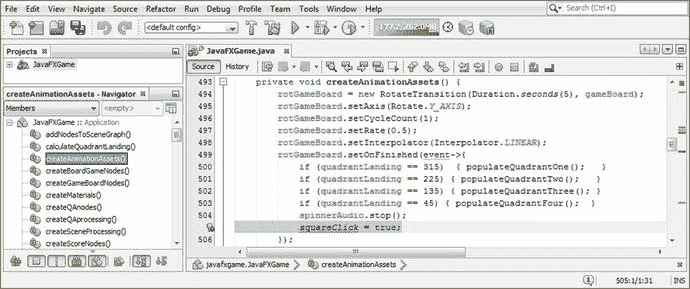 File Edit View Navigate Source Refactor Run Debug Profile Team Tools Window Help
Search (Ctrl+I)
<default config>
177.2/762.0MB
Projects
JavaFXGame
createAnimationAssets - Navigator
Members
<empty>
JavaFXGame :: Application
addNodesToSceneGraph()
calculateQuadrantLanding()
createAnimationAssets()
createBoardGameNodes()
createGameBoardNodes()
createMaterials()
createQAnodes()
createQAprocessing()
createSceneProcessing()
createScoreNodes()
JavaFXGame.java
Source History
493 private void createAnimationAssets() {
494 rotGameBoard = new RotateTransition(Duration.seconds(5), gameBoard);
495 rotGameBoard.setAxis(Rotate.Y_AXIS);
496 rotGameBoard.setCycleCount(1);
497 rotGameBoard.setRate(0.5);
498 rotGameBoard.setInterpolator(Interpolator.LINEAR);
499 rotGameBoard.setOnFinished(event->{
500 if (quadrantLanding == 315) { populateQuadrantOne(); }
501 if (quadrantLanding == 225) { populateQuadrantTwo(); }
502 if (quadrantLanding == 135) { populateQuadrantThree(); }
503 if (quadrantLanding == 45) { populateQuadrantFour(); }
504 spinnerAudio.stop();
squareClick = true;
506 });
javafxgame.JavaFXGame
createAnimationAssets
505:1/1:31
INS